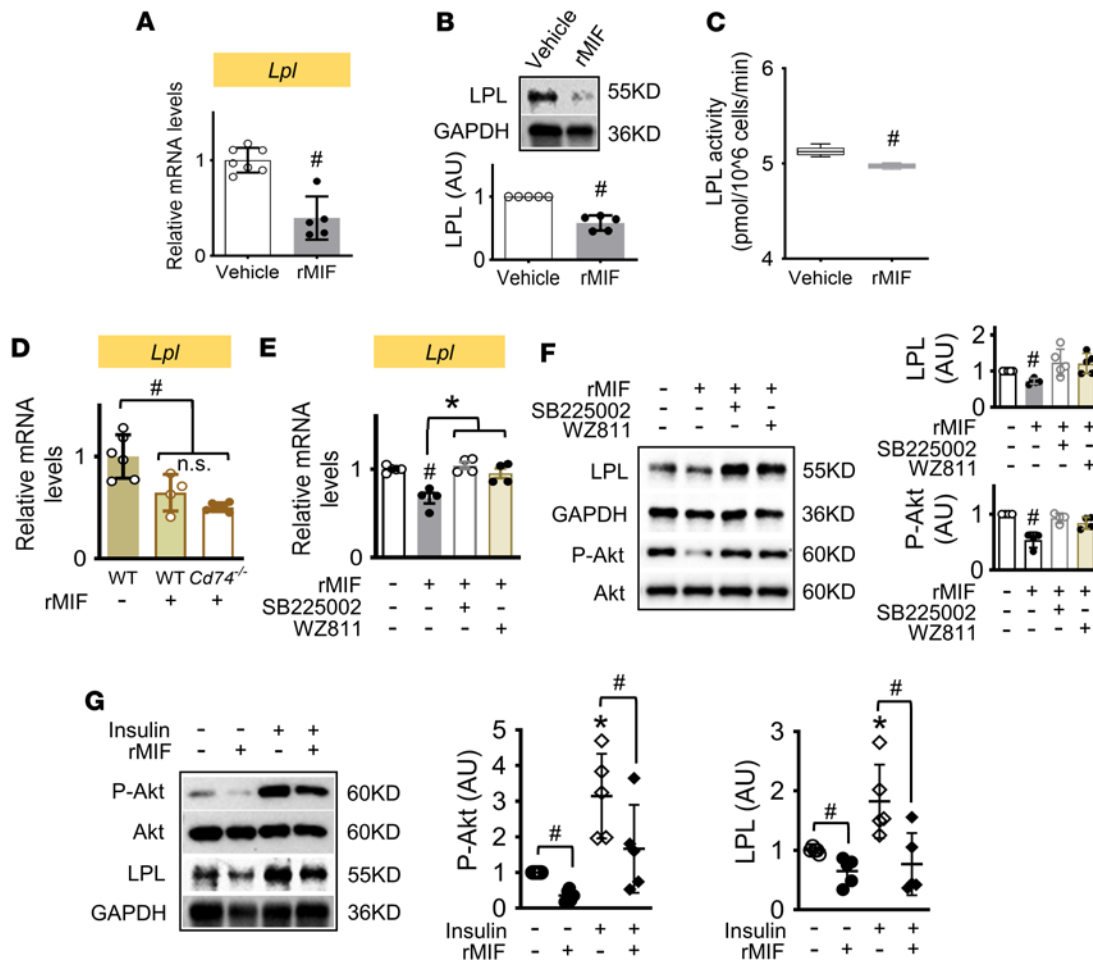 A
Lpl
Relative mRNA levels
1
0
#
Vehicle
rMIF
B
Vehicle
rMIF
LPL
55KD
GAPDH
36KD
LPL (AU)
1
0
#
Vehicle
rMIF
C
LPL activity
(pmol/10^6 cells/min)
6
5
4
#
Vehicle
rMIF
D
Lpl
Relative mRNA
levels
1
0
#
n.s.
WT WT Cd74-/-
rMIF - + +
E
Lpl
Relative mRNA
levels
1
0
#
*
rMIF - + + +
SB225002 - - + -
WZ811 - - - +
F
rMIF - + + +
SB225002 - - + -
WZ811 - - - +
LPL 55KD
GAPDH 36KD
P-Akt 60KD
Akt 60KD
LPL
(AU)
2
1
0
#
rMIF - + + +
SB225002 - - + -
WZ811 - - - +
P-Akt
(AU)
2
1
0
#
rMIF - + + +
SB225002 - - + -
WZ811 - - - +
G
Insulin - - + +
rMIF - + - +
P-Akt 60KD
Akt 60KD
LPL 55KD
GAPDH 36KD
P-Akt (AU)
5
4
3
2
1
0
#
*
#
Insulin - - + +
rMIF - + - +
LPL (AU)
3
2
1
0
#
*
#
Insulin - - + +
rMIF - + - +